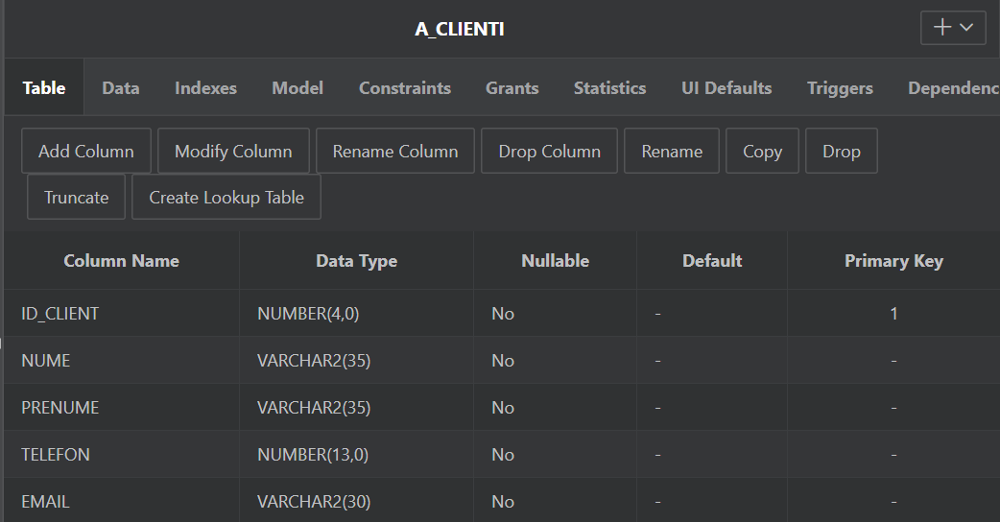 A_CLIENTI
Table Data Indexes Model Constraints Grants Statistics UI Defaults Triggers Dependenc
Add Column Modify Column Rename Column Drop Column Rename Copy Drop
Truncate Create Lookup Table
Column Name Data Type Nullable Default Primary Key
ID_CLIENT NUMBER(4,0) No - 1
NUME VARCHAR2(35) No - -
PRENUME VARCHAR2(35) No - -
TELEFON NUMBER(13,0) No - -
EMAIL VARCHAR2(30) No - -